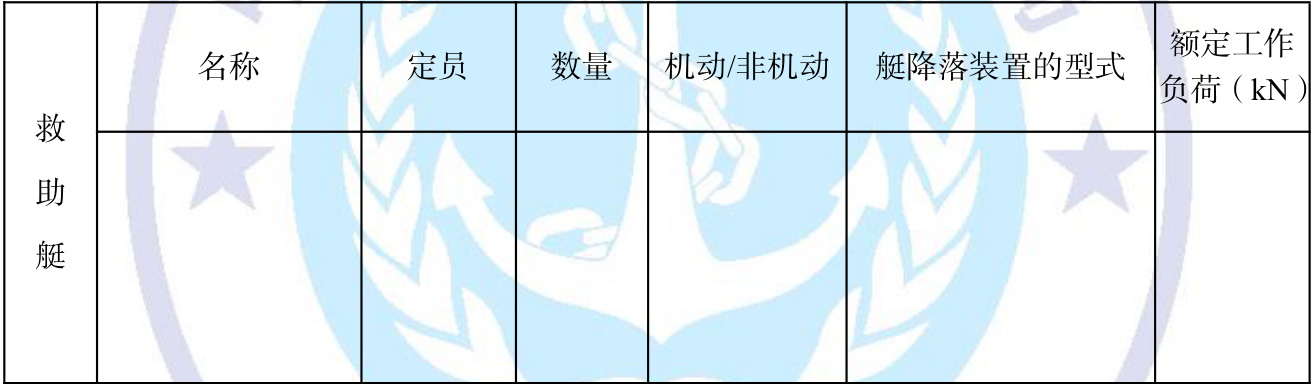 救助艇
名称
定员
数量
机动/非机动
艇降落装置的型式
额定工作
负荷（kN）